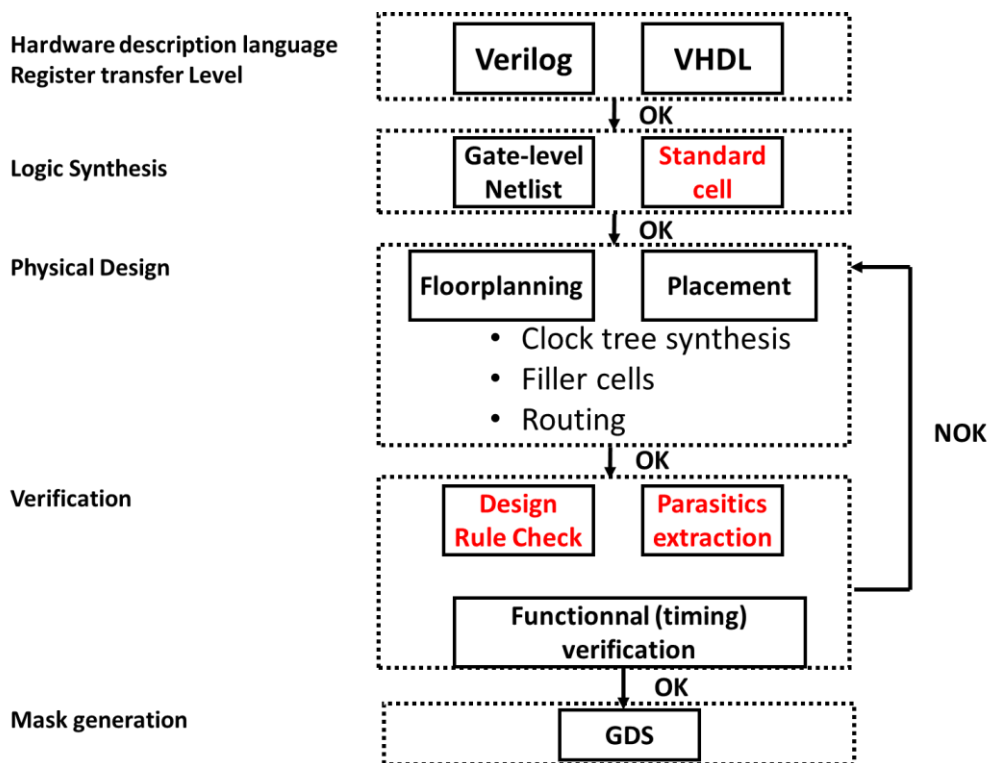 Hardware description language
Register transfer Level
Verilog
VHDL
OK
Logic Synthesis
Gate-level
Netlist
Standard
cell
OK
Physical Design
Floorplanning
Placement
• Clock tree synthesis
• Filler cells
• Routing
NOK
OK
Verification
Design
Rule Check
Parasitics
extraction
Functionnal (timing)
verification
OK
Mask generation
GDS